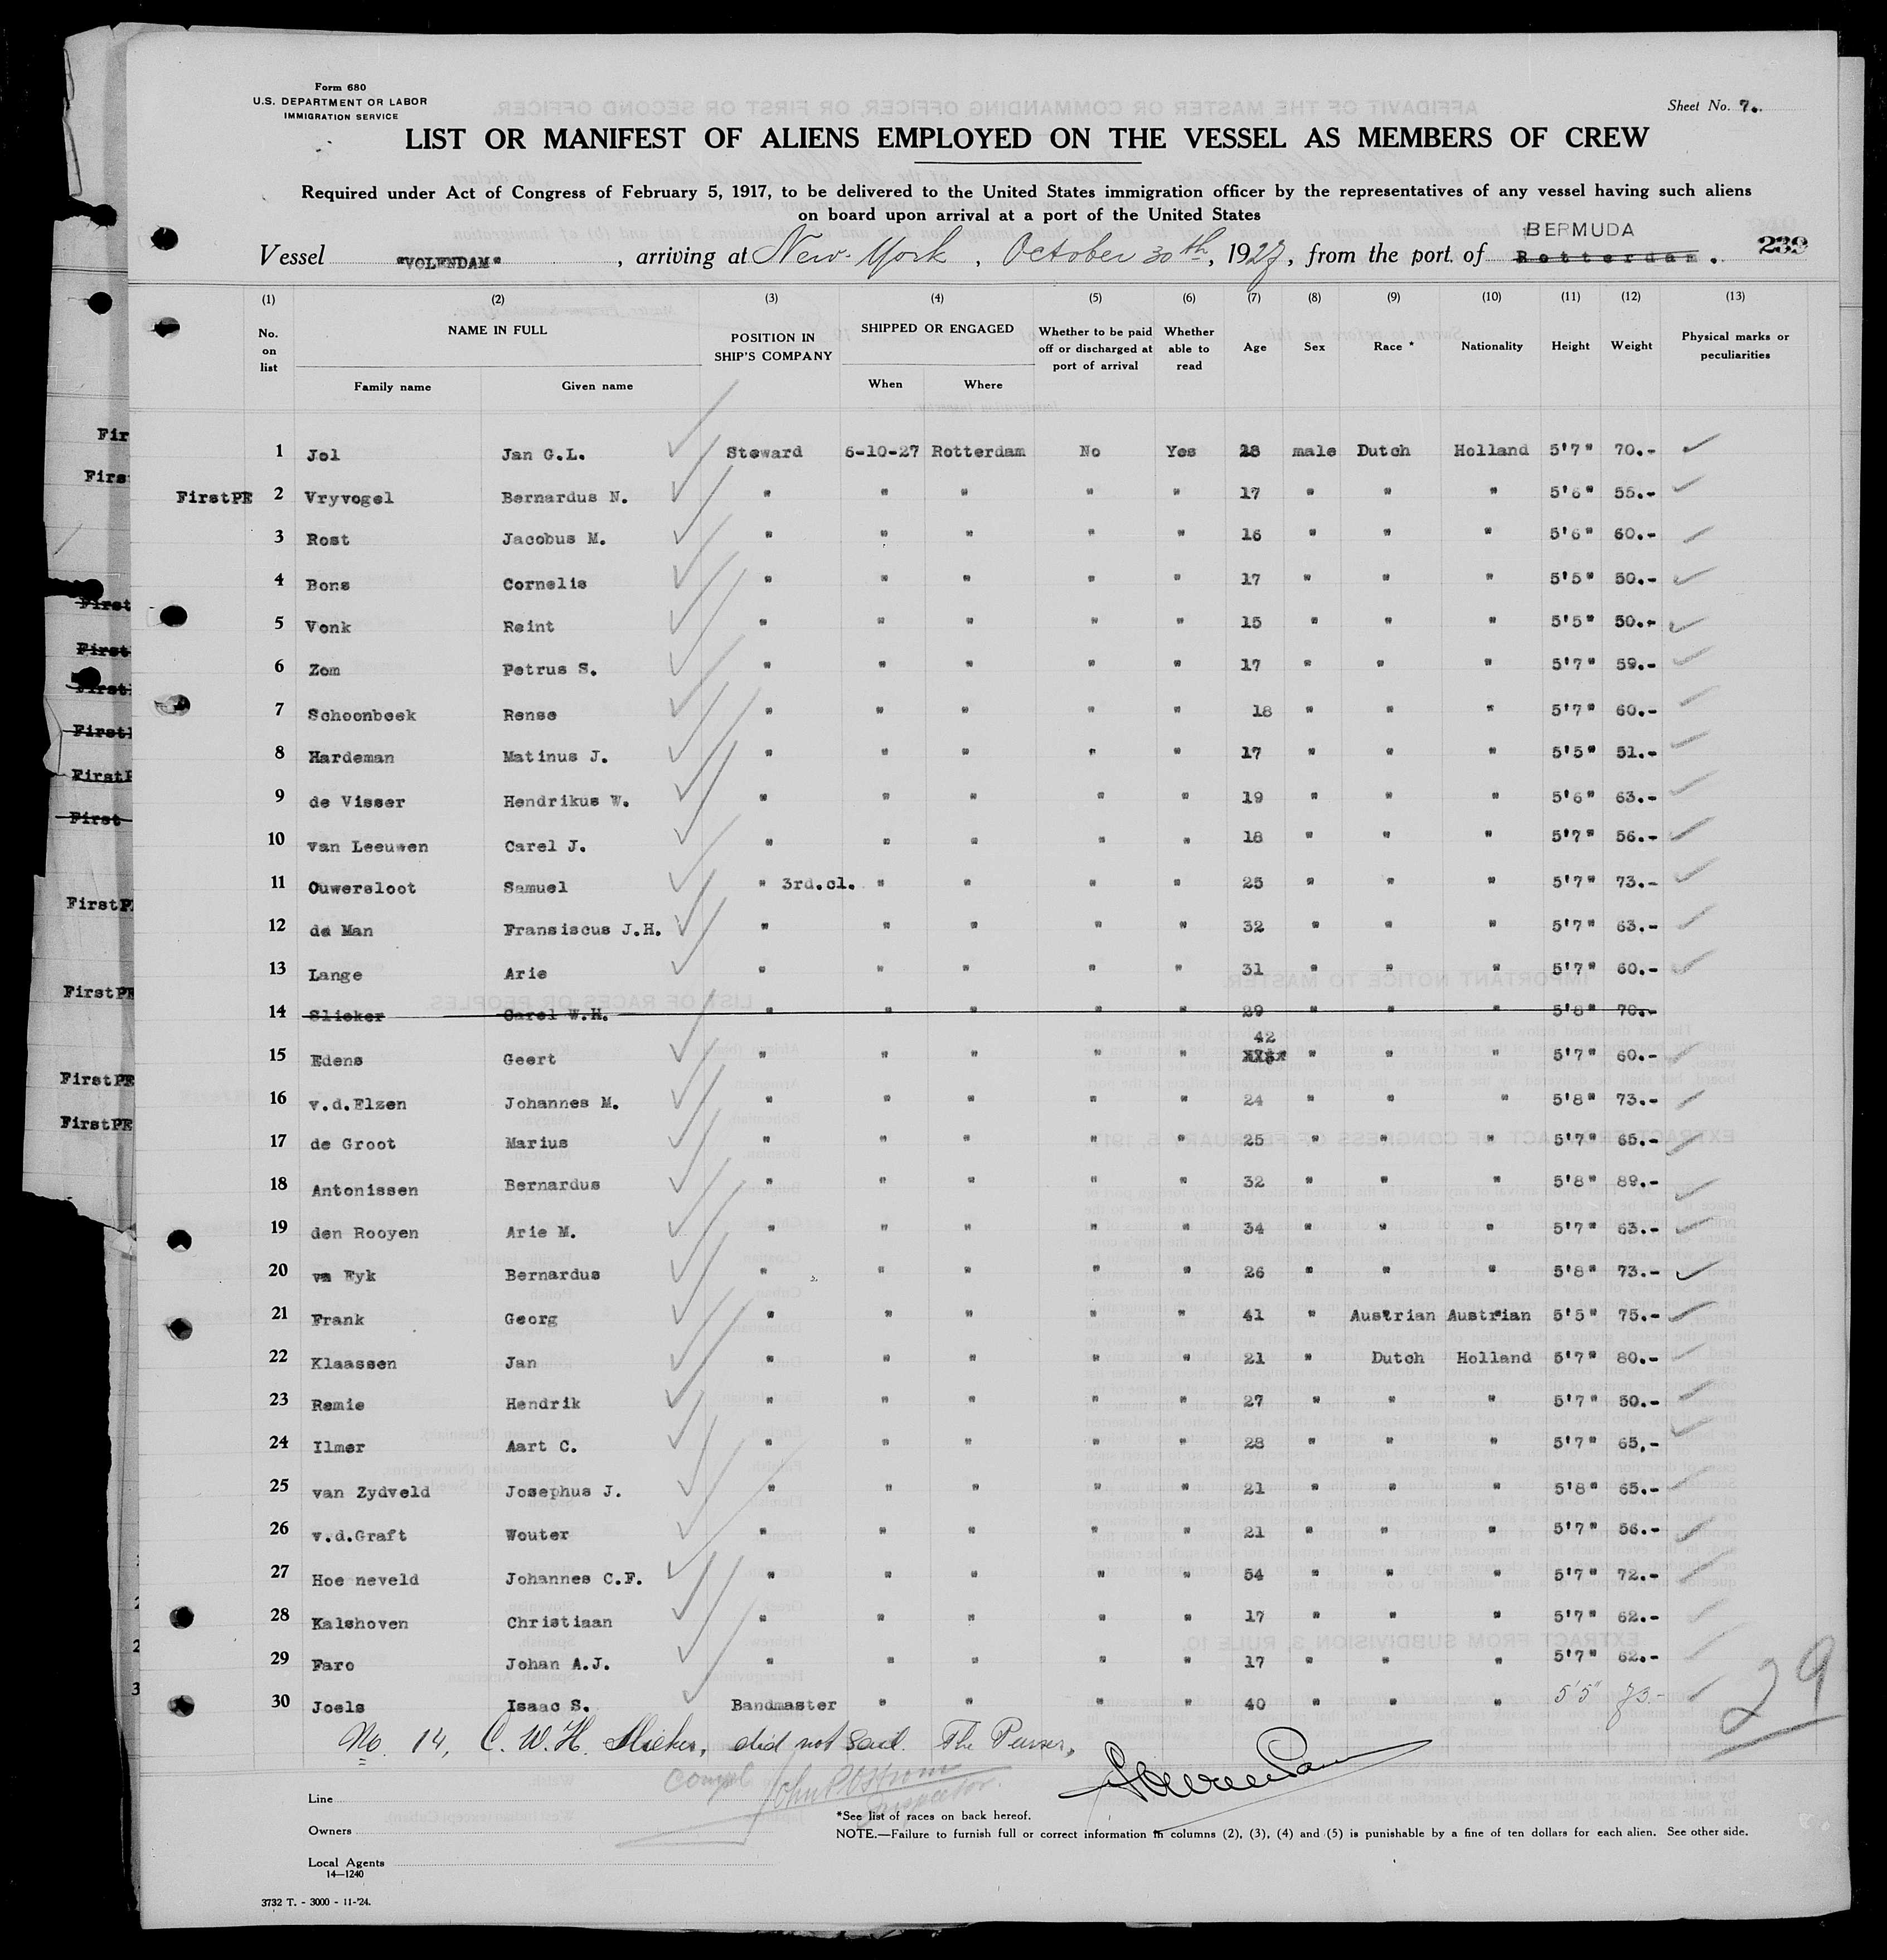 Form 680
U.S. DEPARTMENT OR LABOR
IMMIGRATION SERVICE
Sheet No. 7.
LIST OR MANIFEST OF ALIENS EMPLOYED ON THE VESSEL AS MEMBERS OF CREW
Required under Act of Congress of February 5, 1917, to be delivered to the United States immigration officer by the representatives of any vessel having such aliens
on board upon arrival at a port of the United States
BERMUDA
Vessel "VOLENDAM", arriving at New York, October 30th, 1927, from the port of Rotterdam. 239
(1) (2) (3) (4) (5) (6) (7) (8) (9) (10) (11) (12) (13)
No. on list NAME IN FULL POSITION IN SHIP'S COMPANY SHIPPED OR ENGAGED Whether to be paid off or discharged at port of arrival Whether able to read Age Sex Race * Nationality Height Weight Physical marks or peculiarities
Family name Given name When Where
1 Jol Jan G.L. Steward 6-10-27 Rotterdam No Yes 28 male Dutch Holland 5'7" 70.-
FirstPE 2 Vryvogel Bernardus N. " " " " " 17 " " " 5'6" 55.-
3 Rost Jacobus M. " " " " " 16 " " " 5'6" 60.-
4 Bons Cornelis " " " " " 17 " " " 5'5" 50.-
5 Vonk Reint " " " " " 15 " " " 5'5" 50.-
6 Zom Petrus S. " " " " " 17 " " " 5'7" 59.-
7 Schoonbeek Rense " " " " " 18 " " " 5'7" 60.-
8 Hardeman Matinus J. " " " " " 17 " " " 5'5" 51.-
9 de Visser Hendrikus W. " " " " " 19 " " " 5'6" 63.-
10 van Leeuwen Carel J. " " " " " 18 " " " 5'7" 56.-
11 Ouwersloot Samuel " 3rd.cl. " " " " 25 " " " 5'7" 73.-
12 de Man Fransiscus J.H. " " " " " 32 " " " 5'7" 63.-
13 Lange Arie " " " " " 31 " " " 5'7" 60.-
14 Slieker Carel W.H. " " " " " 29 " " " 5'8" 70.-
42
15 Edens Geert " " " " " " " " 5'7" 60.-
16 v.d.Elzen Johannes M. " " " " " 24 " " " 5'8" 73.-
17 de Groot Marius " " " " " 25 " " " 5'7" 65.-
18 Antonissen Bernardus " " " " " 32 " " " 5'8" 89.-
19 den Rooyen Arie M. " " " " " 34 " " " 5'7" 63.-
20 va Eyk Bernardus " " " " " 26 " " " 5'8" 73.-
21 Frank Georg " " " " " 41 " Austrian Austrian 5'5" 75.-
22 Klaassen Jan " " " " " 21 " Dutch Holland 5'7" 80.-
23 Remie Hendrik " " " " " 27 " " " 5'7" 50.-
24 Ilmer Aart C. " " " " " 28 " " " 5'7" 65,-
25 van Zydveld Josephus J. " " " " " 21 " " " 5'8" 65.-
26 v.d.Graft Wouter " " " " " 21 " " " 5'7" 56.-
27 Hoe neveld Johannes C.F. " " " " " 54 " " " 5'7" 72.-
28 Kalshoven Christiaan " " " " " 17 " " " 5'7" 62.-
29 Faro Johan A.J. " " " " " 17 " " " 5'7" 62.-
30 Joels Isaac S. Bandmaster " " " " 40 " " " 5'5" 73.-
29
No. 14, C. W. H. Slieker, did not sail. The Purser,
Inspector.
Line
*See list of races on back hereof.
Owners
NOTE.—Failure to furnish full or correct information in columns (2), (3), (4) and (5) is punishable by a fine of ten dollars for each alien. See other side.
Local Agents
14—1240
3732 T. - 3000 - 11-'24.